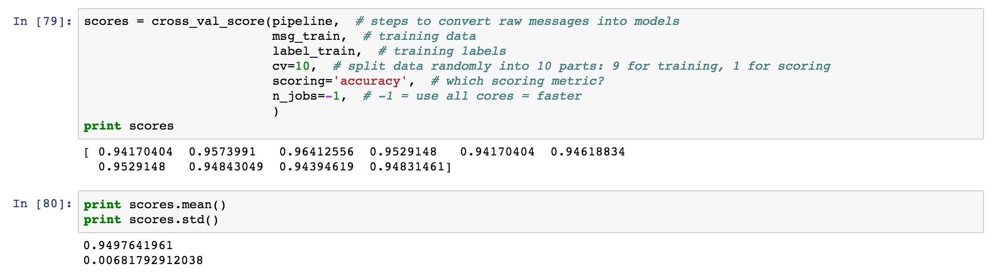 In [79]: scores = cross_val_score(pipeline,  # steps to convert raw messages into models
                         msg_train,  # training data
                         label_train,  # training labels
                         cv=10,  # split data randomly into 10 parts: 9 for training, 1 for scoring
                         scoring='accuracy',  # which scoring metric?
                         n_jobs=-1,  # -1 = use all cores = faster
                         )
print scores
[ 0.94170404  0.9573991   0.96412556  0.9529148   0.94170404  0.94618834
  0.9529148   0.94843049  0.94394619  0.94831461]
In [80]: print scores.mean()
print scores.std()
0.9497641961
0.00681792912038